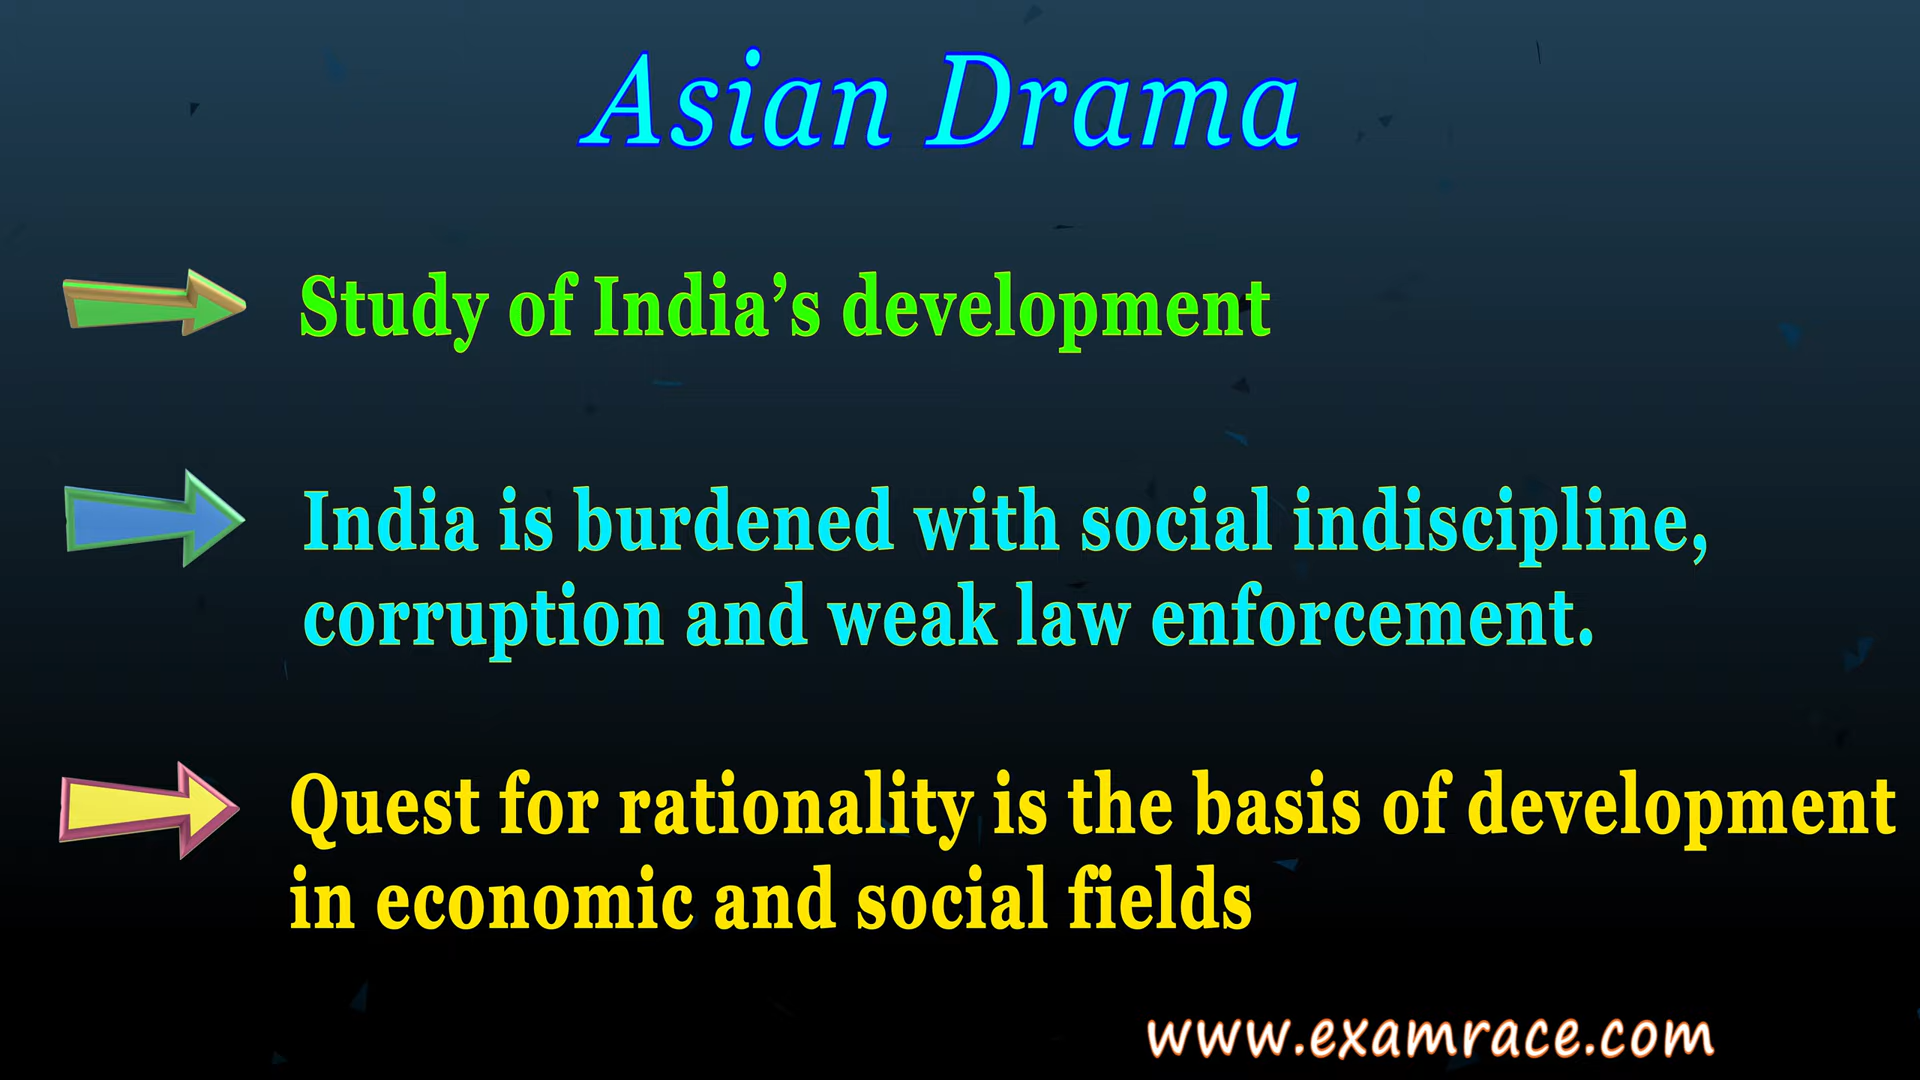 Asian Drama
Study of India’s development
India is burdened with social indiscipline,
corruption and weak law enforcement.
Quest for rationality is the basis of development
in economic and social fields
www.examrace.com